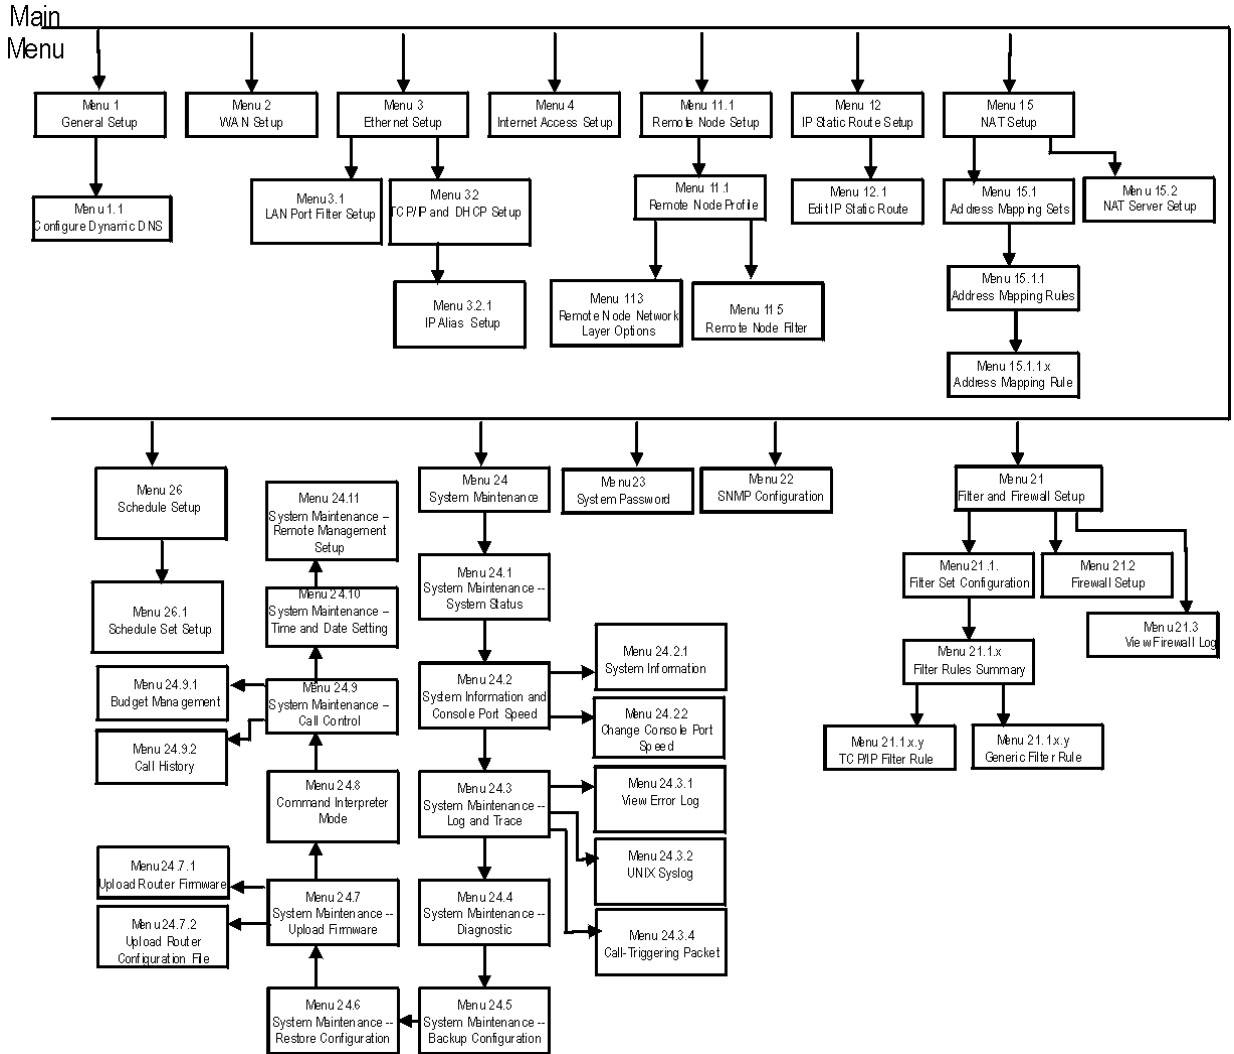 Main
Menu
Menu 1
General Setup
Menu 2
WAN Setup
Menu 3
Ethernet Setup
Menu 4
Internet Access Setup
Menu 11.1
Remote Node Setup
Menu 12
IP Static Route Setup
Menu 15
NAT Setup
Menu 1.1
Configure Dynamic DNS
Menu 3.1
LAN Port Filter Setup
Menu 32
TCP/IP and DHCP Setup
Menu 11.1
Remote Node Profile
Menu 12.1
Edit IP Static Route
Menu 15.1
Address Mapping Sets
Menu 15.2
NAT Server Setup
Menu 3.2.1
IP Alias Setup
Menu 113
Remote Node Network
Layer Options
Menu 11 5
Remote Node Filter
Menu 15.1.1
Address Mapping Rules
Menu 15.1.1.x
Address Mapping Rule
Menu 26
Schedule Setup
Menu 24.11
System Maintenance –
Remote Management
Setup
Menu 24
System Maintenance
Menu 23
System Password
Menu 22
SNMP Configuration
Menu 21
Filter and Firewall Setup
Menu 26.1
Schedule Set Setup
Menu 24.10
System Maintenance –
Time and Date Setting
Menu 24.1
System Maintenance --
System Status
Menu 21.1.
Filter Set Configuration
Menu 21.2
Firewall Setup
Menu 21.3
View Firewall Log
Menu 24.9.1
Budget Management
Menu 24.9
System Maintenance –
Call Control
Menu 24.2
System Information and
Console Port Speed
Menu 24.2.1
System Information
Menu 21.1.x
Filter Rules Summary
Menu 24.9.2
Call History
Menu 24.22
Change Console Port
Speed
Menu 21.1.x.y
TCP/IP Filter Rule
Menu 21.1x.y
Generic Filter Rule
Menu 24.8
Command Interpreter
Mode
Menu 24.3
System Maintenance --
Log and Trace
Menu 24.3.1
View Error Log
Menu 24.3.2
UNIX Syslog
Menu 24.7.1
Upload Router Firmware
Menu 24.7
System Maintenance --
Upload Firmware
Menu 24.4
System Maintenance --
Diagnostic
Menu 24.7.2
Upload Router
Configuration File
Menu 24.3.4
Call-Triggering Packet
Menu 24.6
System Maintenance --
Restore Configuration
Menu 24.5
System Maintenance --
Backup Configuration